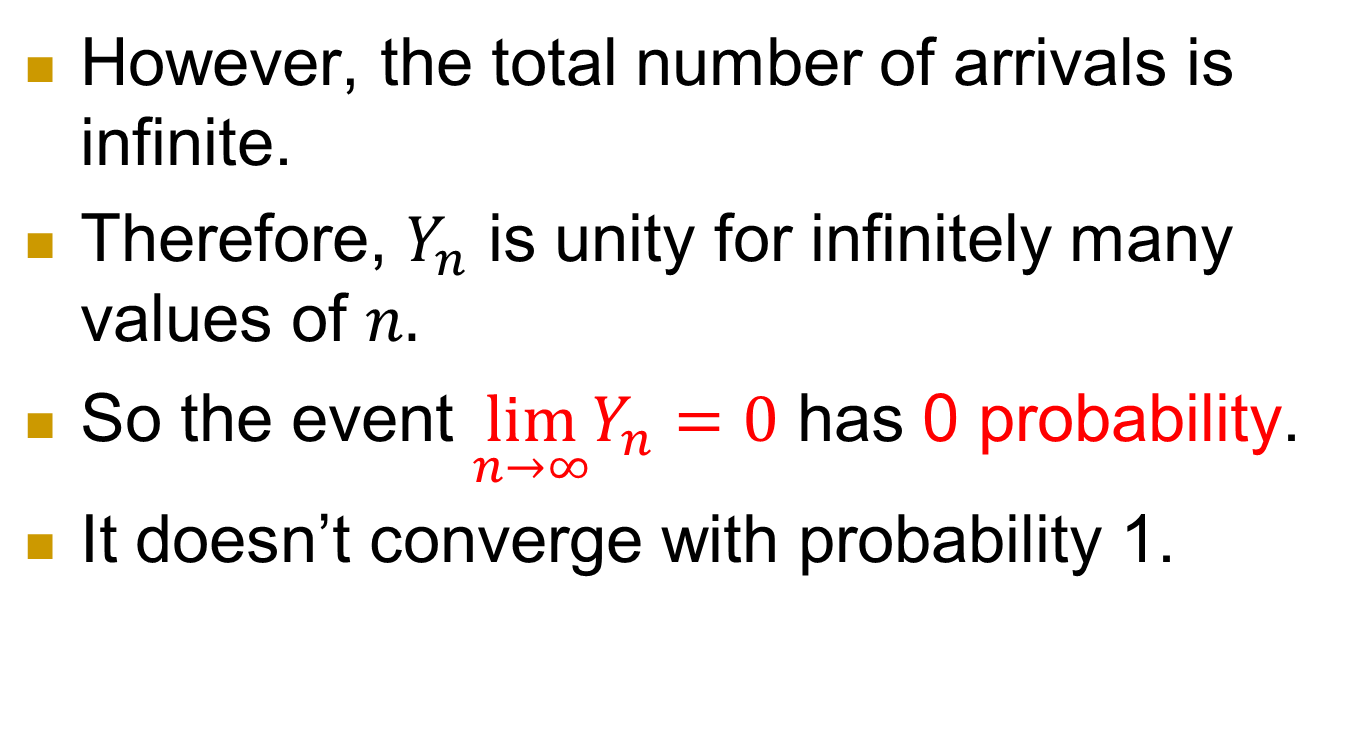 However, the total number of arrivals is
infinite.
Therefore, Yₙ is unity for infinitely many
values of n.
So the event lim Yₙ = 0 has 0 probability.
n→∞
It doesn’t converge with probability 1.